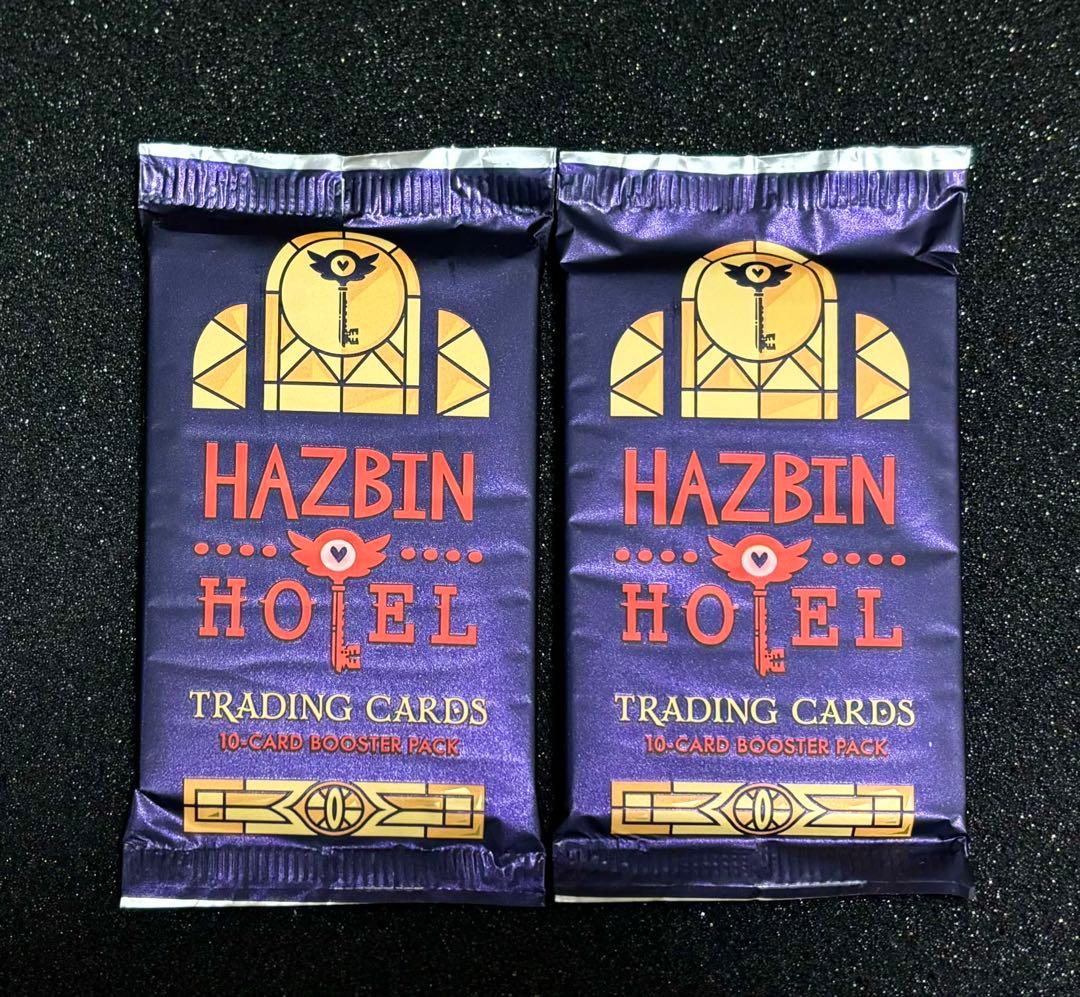 HAZBIN
HOTEL
TRADING CARDS
10-CARD BOOSTER PACK
HAZBIN
HOTEL
TRADING CARDS
10-CARD BOOSTER PACK